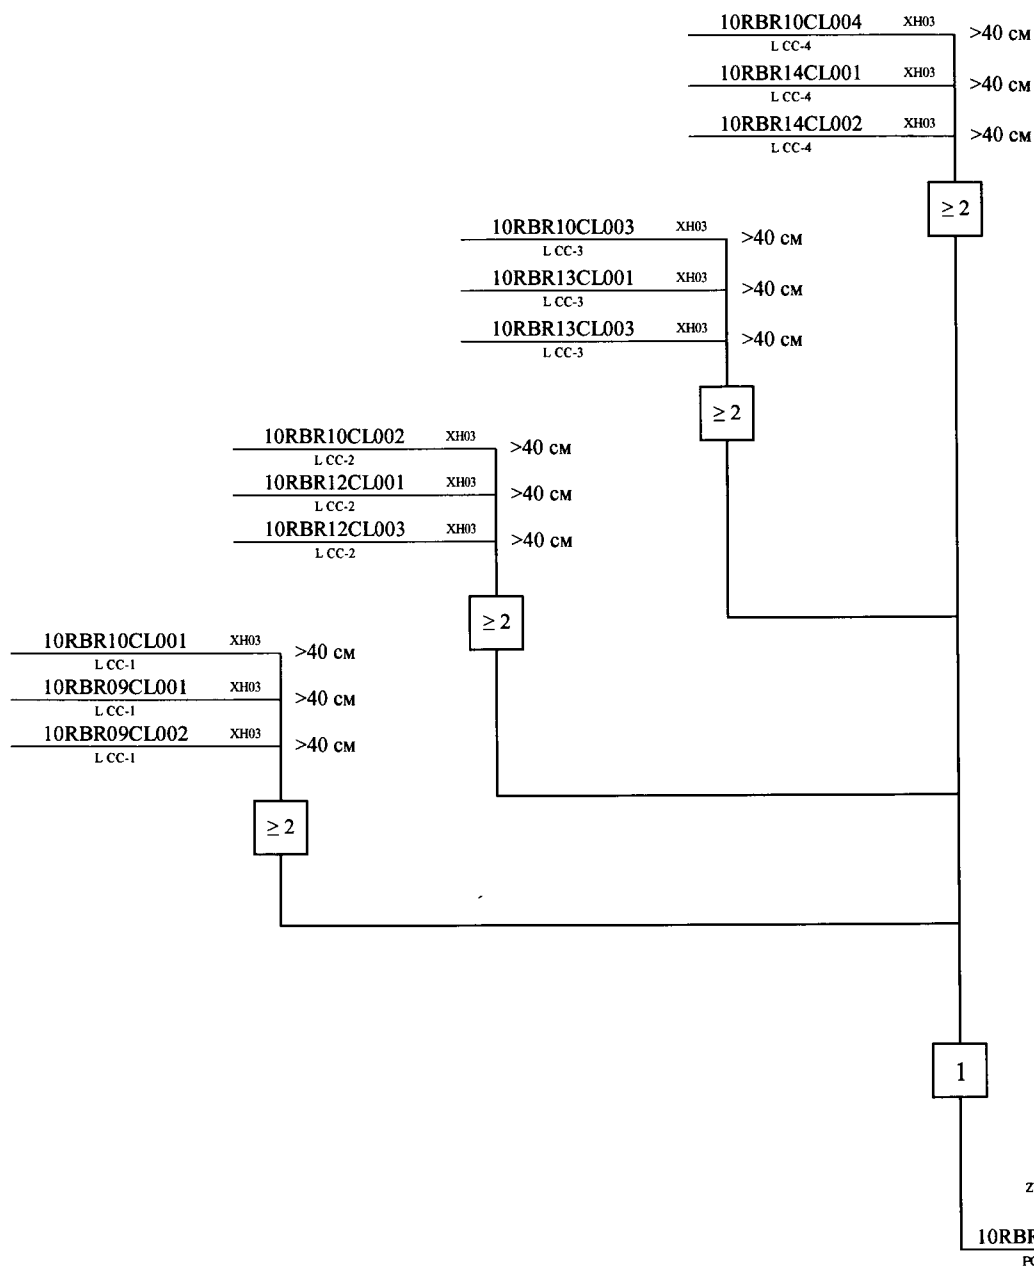 10RBR10CL004 XH03 >40 см
L CC-4
10RBR14CL001 XH03 >40 см
L CC-4
10RBR14CL002 XH03 >40 см
L CC-4
≥ 2
10RBR10CL003 XH03 >40 см
L CC-3
10RBR13CL001 XH03 >40 см
L CC-3
10RBR13CL003 XH03 >40 см
L CC-3
≥ 2
10RBR10CL002 XH03 >40 см
L CC-2
10RBR12CL001 XH03 >40 см
L CC-2
10RBR12CL003 XH03 >40 см
L CC-2
≥ 2
10RBR10CL001 XH03 >40 см
L CC-1
10RBR09CL001 XH03 >40 см
L CC-1
10RBR09CL002 XH03 >40 см
L CC-1
≥ 2
1
z
10RBR